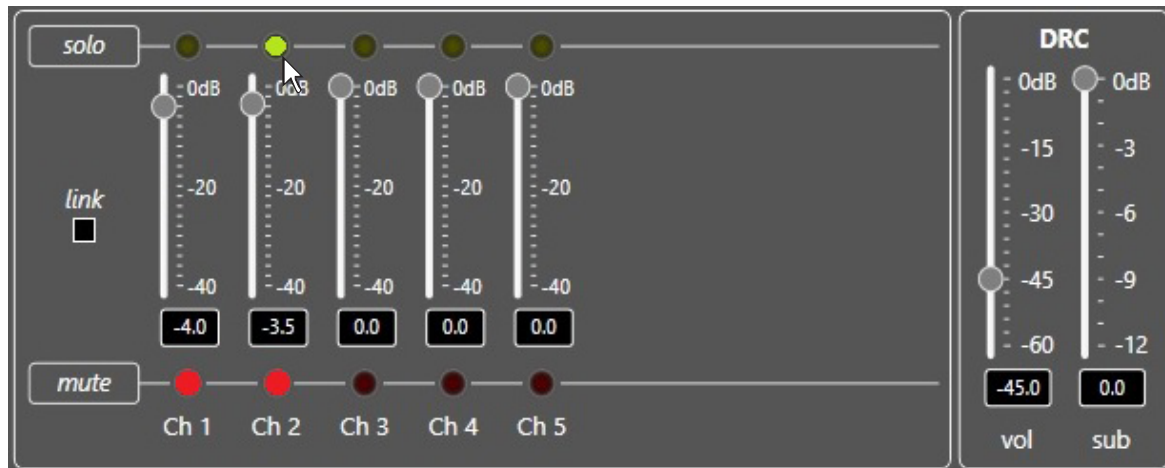 solo
DRC
0dB 0dB 0dB 0dB 0dB
0dB 0dB
-15 -3
-20 -20 -20 -20 -20
link
-30 -6
-45 -9
-40 -40 -40 -40 -40
-4.0 -3.5 0.0 0.0 0.0
-60 -12
mute
-45.0 0.0
Ch 1 Ch 2 Ch 3 Ch 4 Ch 5
vol sub